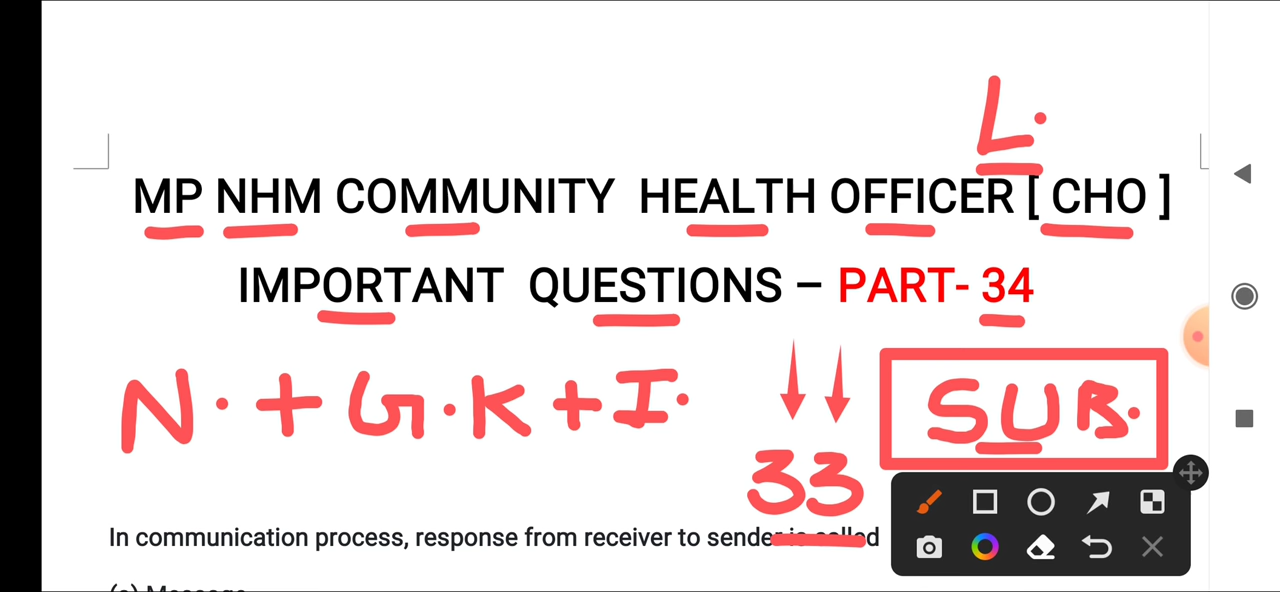 L.
MP NHM COMMUNITY HEALTH OFFICER [ CHO ]
IMPORTANT QUESTIONS – PART- 34
N. + G.K + I.
SUB.
33
In communication process, response from receiver to sender is called
(a) Message